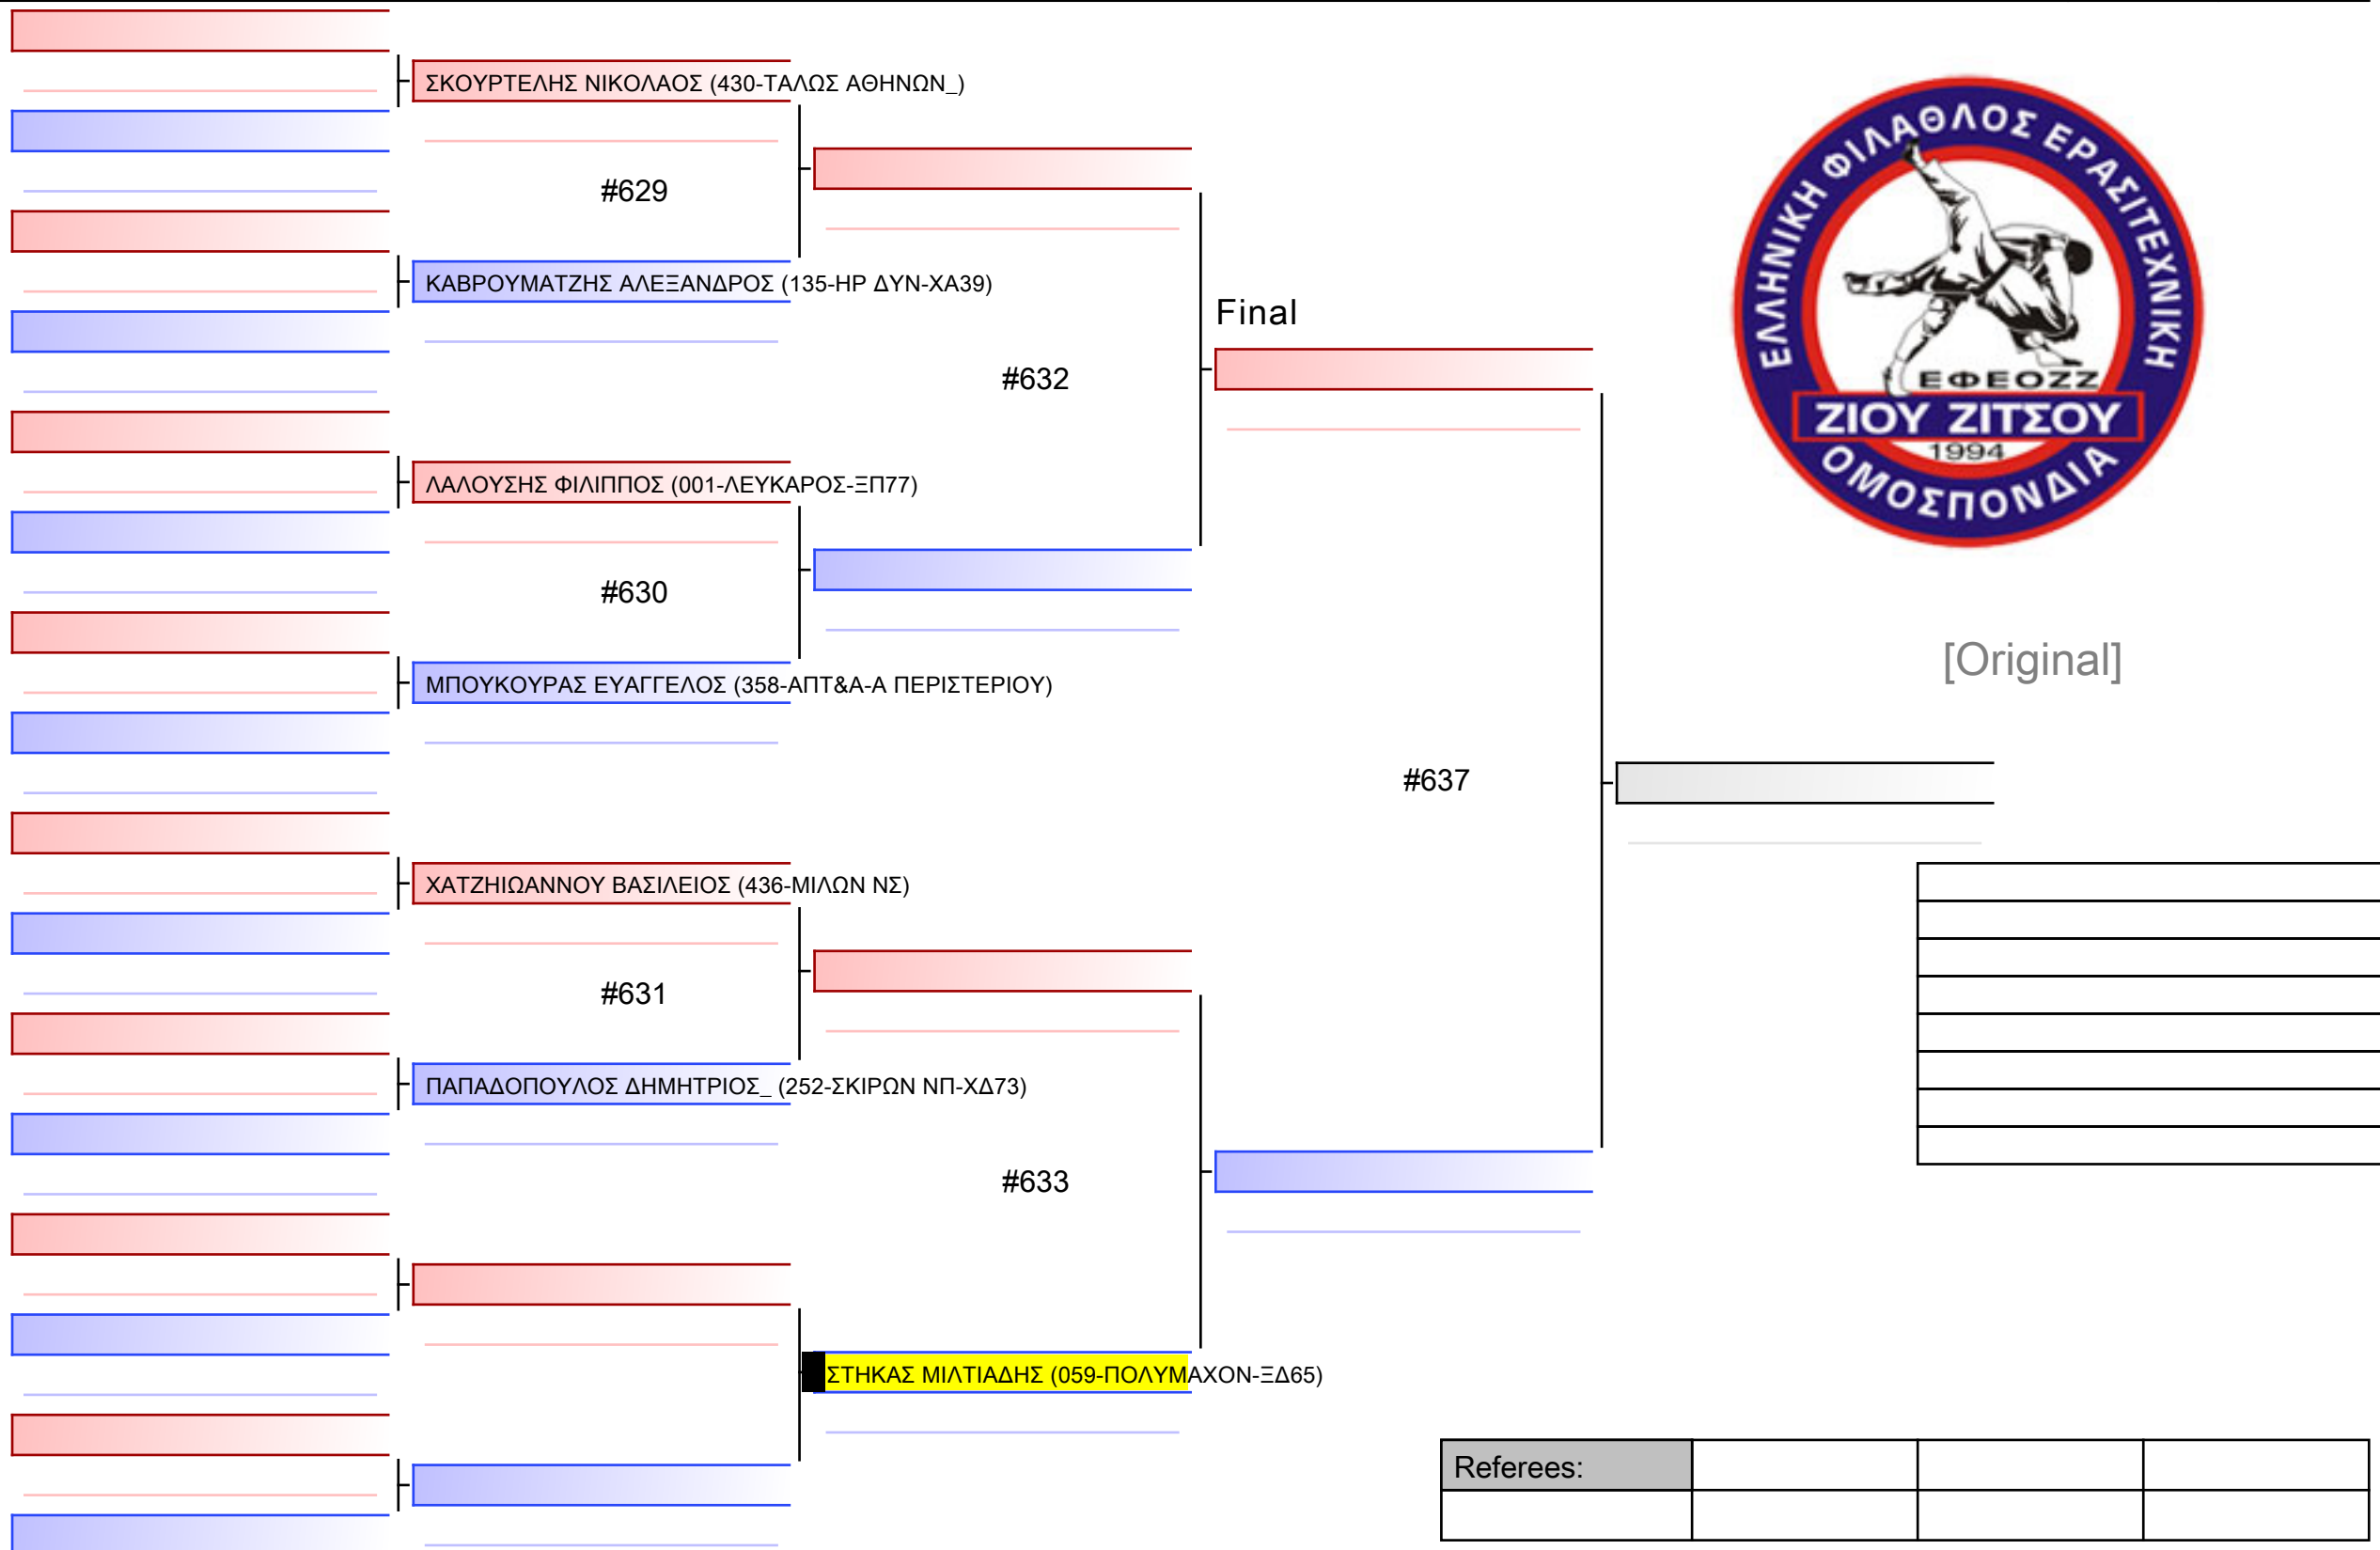 ΣΚΟΥΡΤΕΛΗΣ ΝΙΚΟΛΑΟΣ (430-ΤΑΛΩΣ ΑΘΗΝΩΝ_)
#629
ΚΑΒΡΟΥΜΑΤΖΗΣ ΑΛΕΞΑΝΔΡΟΣ (135-ΗΡ ΔΥΝ-ΧΑ39)
#632
ΛΑΛΟΥΣΗΣ ΦΙΛΙΠΠΟΣ (001-ΛΕΥΚΑΡΟΣ-ΞΠ77)
#630
ΜΠΟΥΚΟΥΡΑΣ ΕΥΑΓΓΕΛΟΣ (358-ΑΠΤ&Α-Α ΠΕΡΙΣΤΕΡΙΟΥ)
Final
#637
ΧΑΤΖΗΙΩΑΝΝΟΥ ΒΑΣΙΛΕΙΟΣ (436-ΜΙΛΩΝ ΝΣ)
#631
ΠΑΠΑΔΟΠΟΥΛΟΣ ΔΗΜΗΤΡΙΟΣ_ (252-ΣΚΙΡΩΝ ΝΠ-ΧΔ73)
#633
ΣΤΗΚΑΣ ΜΙΛΤΙΑΔΗΣ (059-ΠΟΛΥΜΑΧΟΝ-ΞΔ65)
ΕΛΛΗΝΙΚΗ ΦΙΛΑΘΛΟΣ ΕΡΑΣΙΤΕΧΝΙΚΗ
ΕΦΕΟΖΖ
ΖΙΟΥ ΖΙΤΣΟΥ
1994
ΟΜΟΣΠΟΝΔΙΑ
[Original]
Referees: